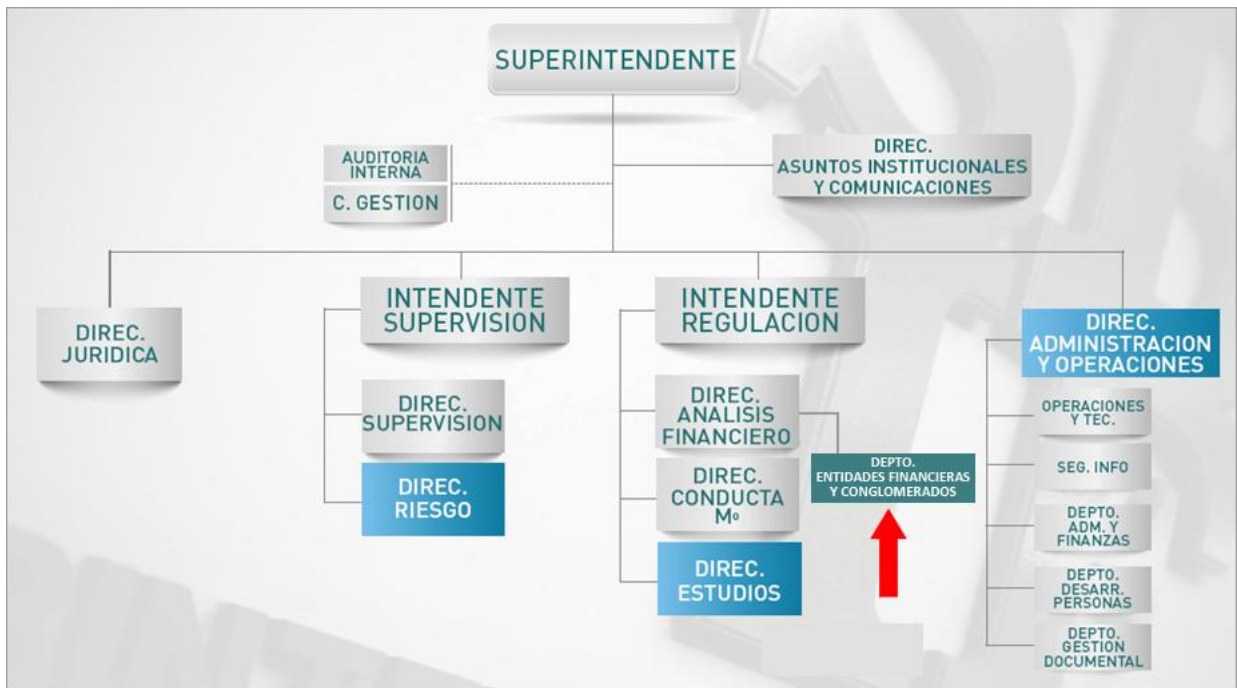 SUPERINTENDENTE
AUDITORIA
INTERNA
C. GESTION
DIREC.
ASUNTOS INSTITUCIONALES
Y COMUNICACIONES
DIREC.
JURIDICA
INTENDENTE
SUPERVISION
DIREC.
SUPERVISION
DIREC.
RIESGO
INTENDENTE
REGULACION
DIREC.
ANALISIS
FINANCIERO
DEPTO.
ENTIDADES FINANCIERAS
Y CONGLOMERADOS
DIREC.
CONDUCTA
Mº
DIREC.
ESTUDIOS
DIREC.
ADMINISTRACION
Y OPERACIONES
OPERACIONES
Y TEC.
SEG. INFO
DEPTO.
ADM. Y
FINANZAS
DEPTO.
DESARR.
PERSONAS
DEPTO.
GESTION
DOCUMENTAL